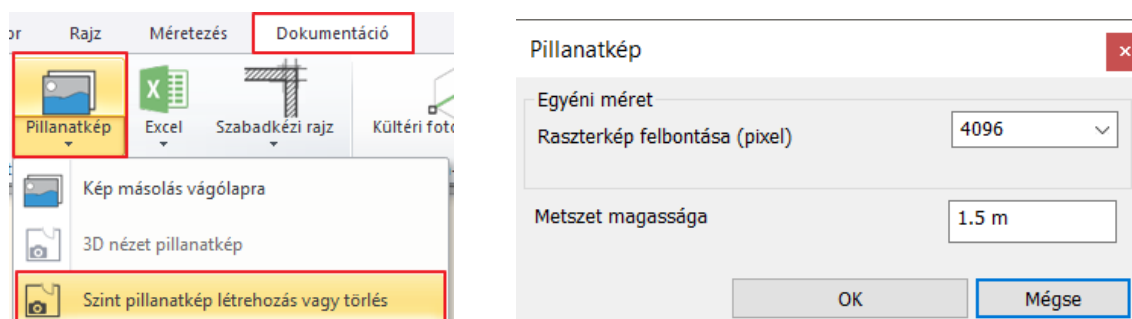 or Rajz Méretezés Dokumentáció
Pillanatkép Excel Szabadkézi rajz Kültéri foto
Kép másolás vágólapra
3D nézet pillanatkép
Szint pillanatkép létrehozás vagy törlés
Pillanatkép
Egyéni méret
Raszterkép felbontása (pixel) 4096
Metszet magassága 1.5 m
OK Mégse